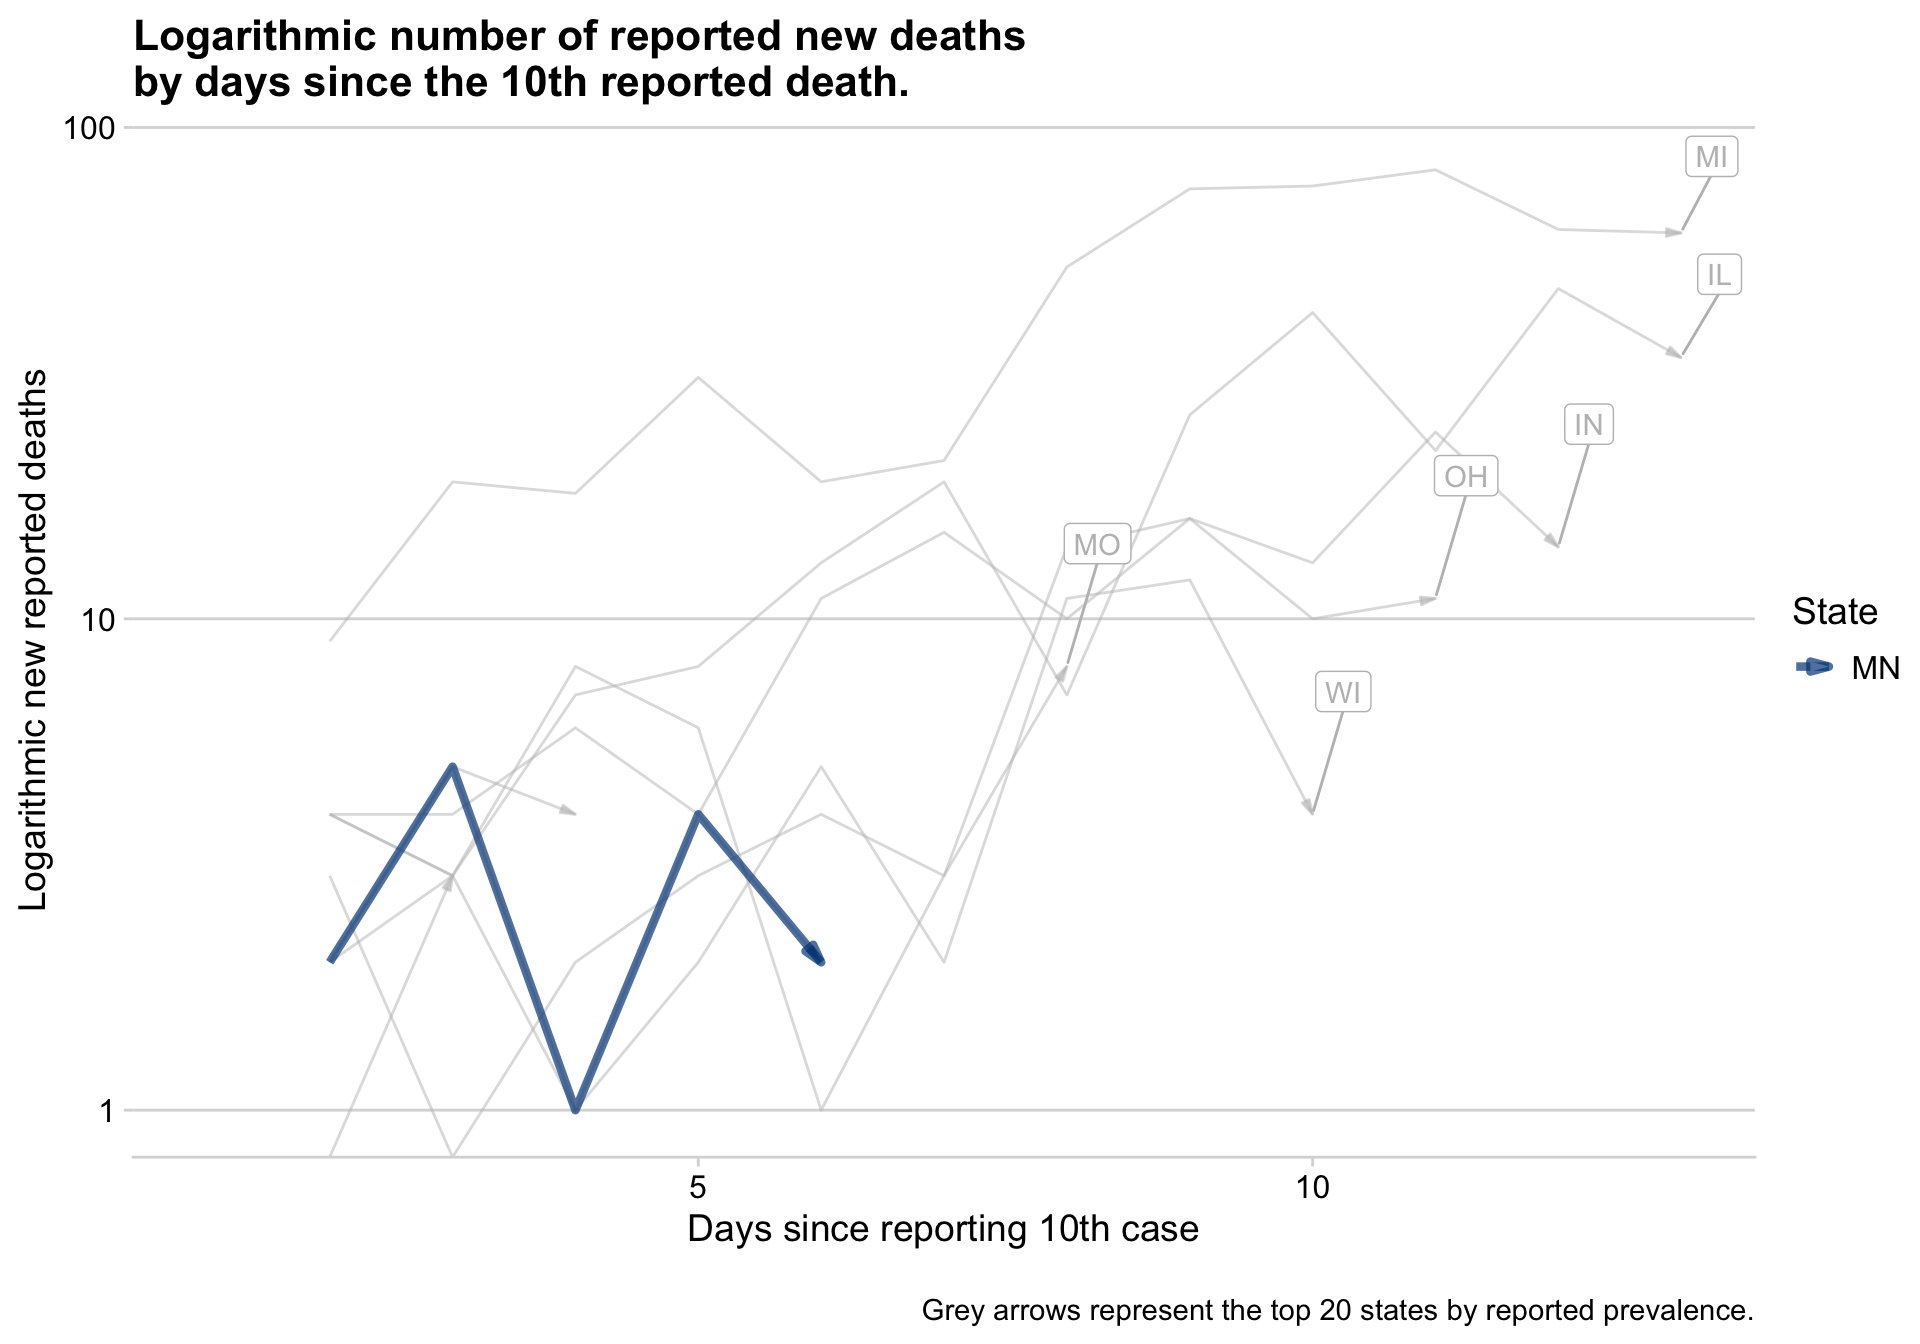 Logarithmic number of reported new deaths
by days since the 10th reported death.
100
MI
IL
IN
OH
MO
Logarithmic new reported deaths
10
State
MN
WI
1
5
10
Days since reporting 10th case
Grey arrows represent the top 20 states by reported prevalence.